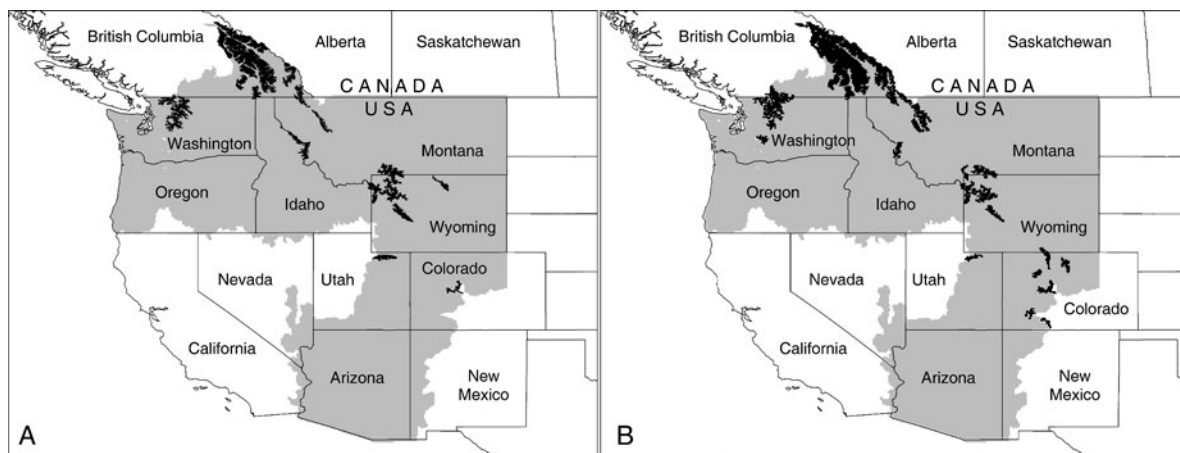 British Columbia
Alberta
Saskatchewan
CANADA
USA
Washington
Montana
Oregon
Idaho
Wyoming
Nevada
Utah
Colorado
California
Arizona
New
Mexico
A
British Columbia
Alberta
Saskatchewan
CANADA
USA
Washington
Montana
Oregon
Idaho
Wyoming
Nevada
Utah
Colorado
California
Arizona
New
Mexico
B